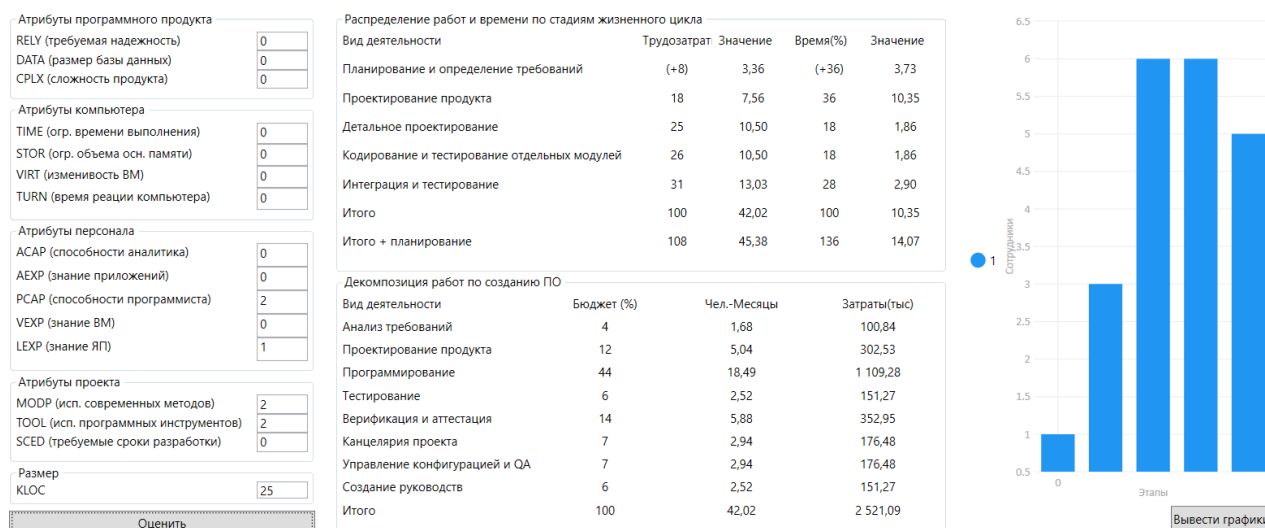 Атрибуты программного продукта
RELY (требуемая надежность) 0
DATA (размер базы данных) 0
CPLX (сложность продукта) 0
Атрибуты компьютера
TIME (огр. времени выполнения) 0
STOR (огр. объема осн. памяти) 0
VIRT (изменивость ВМ) 0
TURN (время реации компьютера) 0
Атрибуты персонала
ACAP (способности аналитика) 0
AEXP (знание приложений) 0
PCAP (способности программиста) 2
VEXP (знание ВМ) 0
LEXP (знание ЯП) 1
Атрибуты проекта
MODP (исп. современных методов) 2
TOOL (исп. программных инструментов) 2
SCED (требуемые сроки разработки) 0
Размер
KLOC 25
Оценить
Распределение работ и времени по стадиям жизненного цикла
Вид деятельности Трудозатрат Значение Время(%) Значение
Планирование и определение требований (+8) 3,36 (+36) 3,73
Проектирование продукта 18 7,56 36 10,35
Детальное проектирование 25 10,50 18 1,86
Кодирование и тестирование отдельных модулей 26 10,50 18 1,86
Интеграция и тестирование 31 13,03 28 2,90
Итого 100 42,02 100 10,35
Итого + планирование 108 45,38 136 14,07
Декомпозиция работ по созданию ПО
Вид деятельности Бюджет (%) Чел.-Месяцы Затраты(тыс)
Анализ требований 4 1,68 100,84
Проектирование продукта 12 5,04 302,53
Программирование 44 18,49 1 109,28
Тестирование 6 2,52 151,27
Верификация и аттестация 14 5,88 352,95
Канцелярия проекта 7 2,94 176,48
Управление конфигурацией и QA 7 2,94 176,48
Создание руководств 6 2,52 151,27
Итого 100 42,02 2 521,09
1
Сотрудники
6.5
6
5.5
5
4.5
4
3.5
3
2.5
2
1.5
1
0.5
0
Этапы
Вывести графики